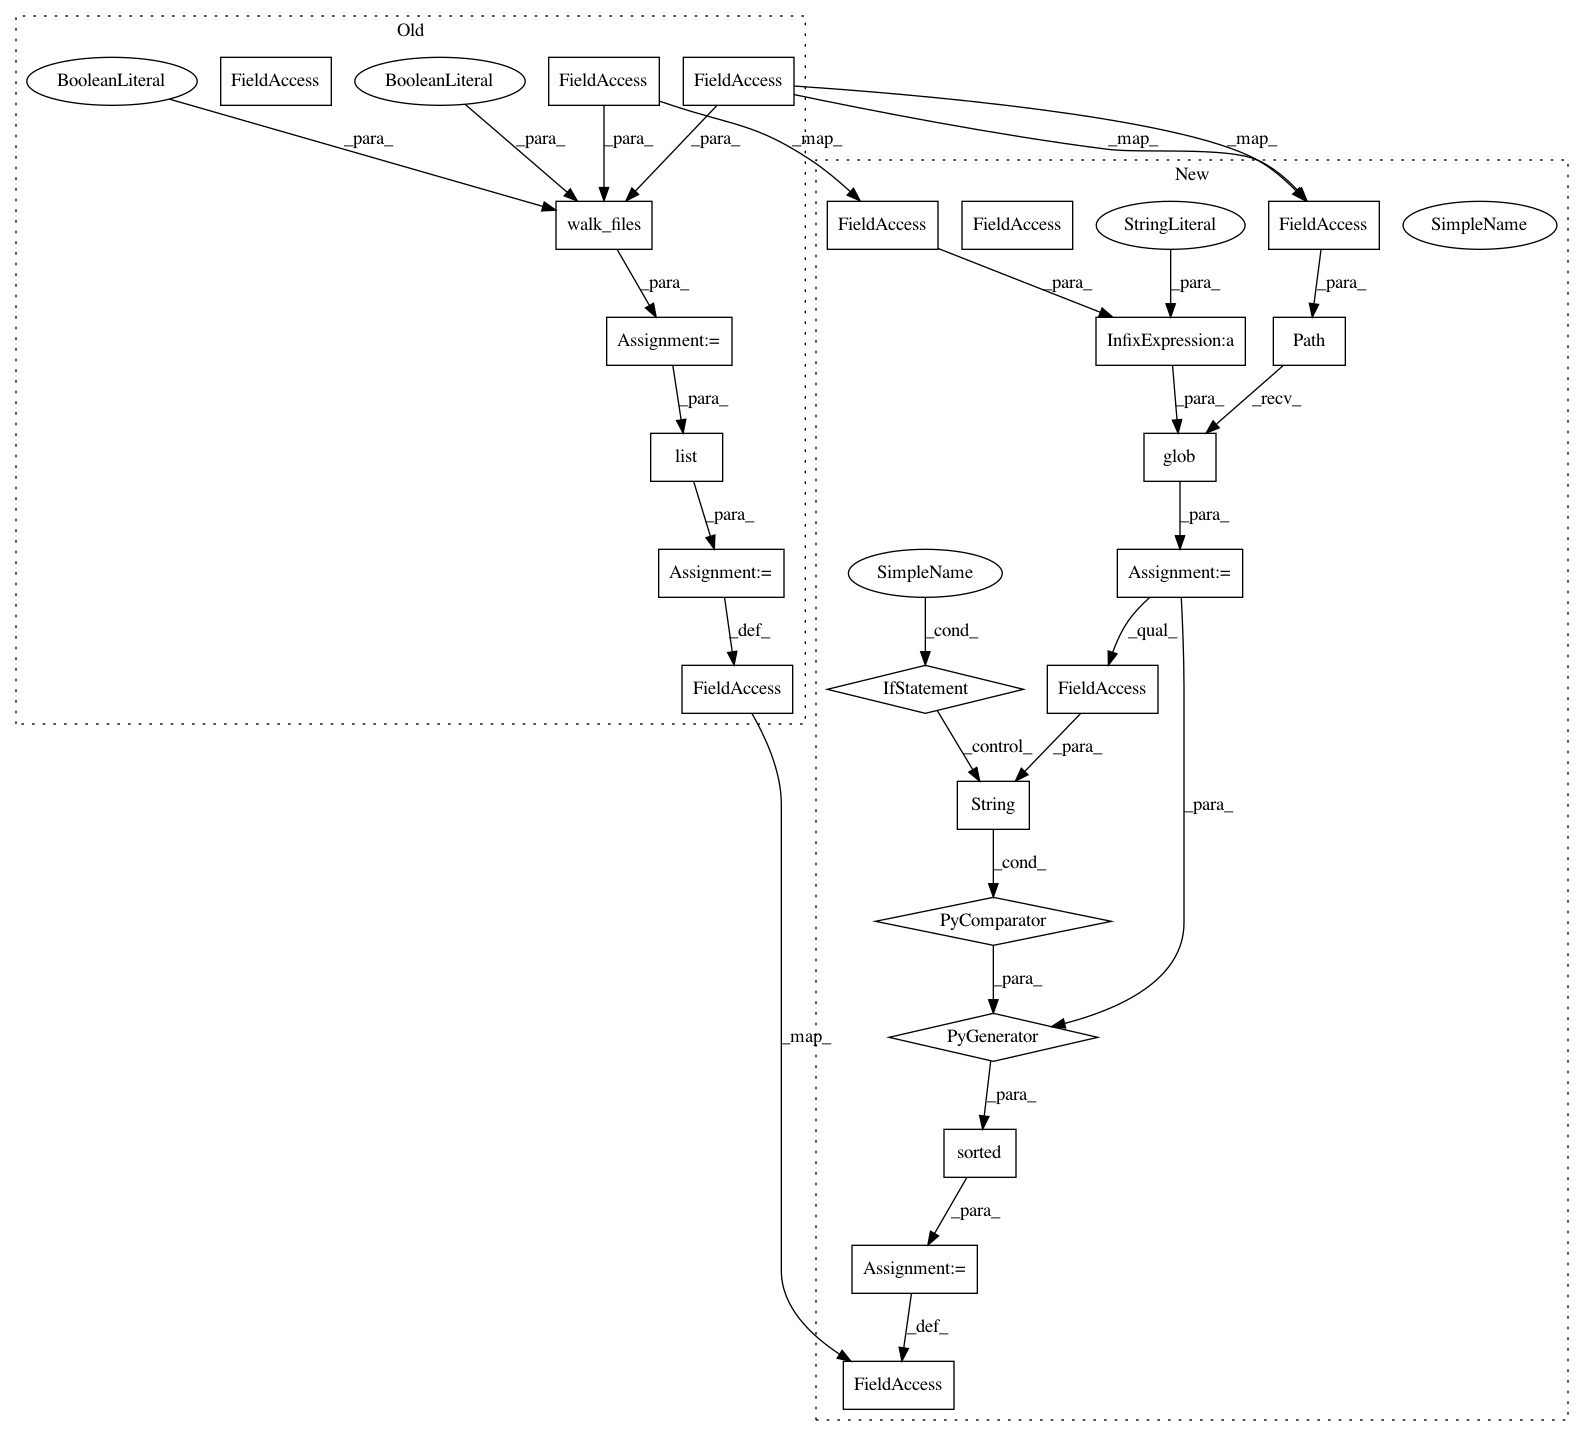 Old
BooleanLiteral
FieldAccess
BooleanLiteral
FieldAccess
FieldAccess
_para_
_para_
_para_
_para_
_map_
_map_
_map_
New
walk_files
FieldAccess
FieldAccess
StringLiteral
FieldAccess
SimpleName
_para_
_para_
_para_
_para_
Assignment:=
InfixExpression:a
Path
_para_
_para_
_recv_
list
glob
_para_
_para_
Assignment:=
SimpleName
Assignment:=
_def_
_cond_
_qual_
FieldAccess
IfStatement
FieldAccess
_control_
_para_
String
_para_
_cond_
PyComparator
_para_
_map_
PyGenerator
_para_
sorted
_para_
Assignment:=
_def_
FieldAccess